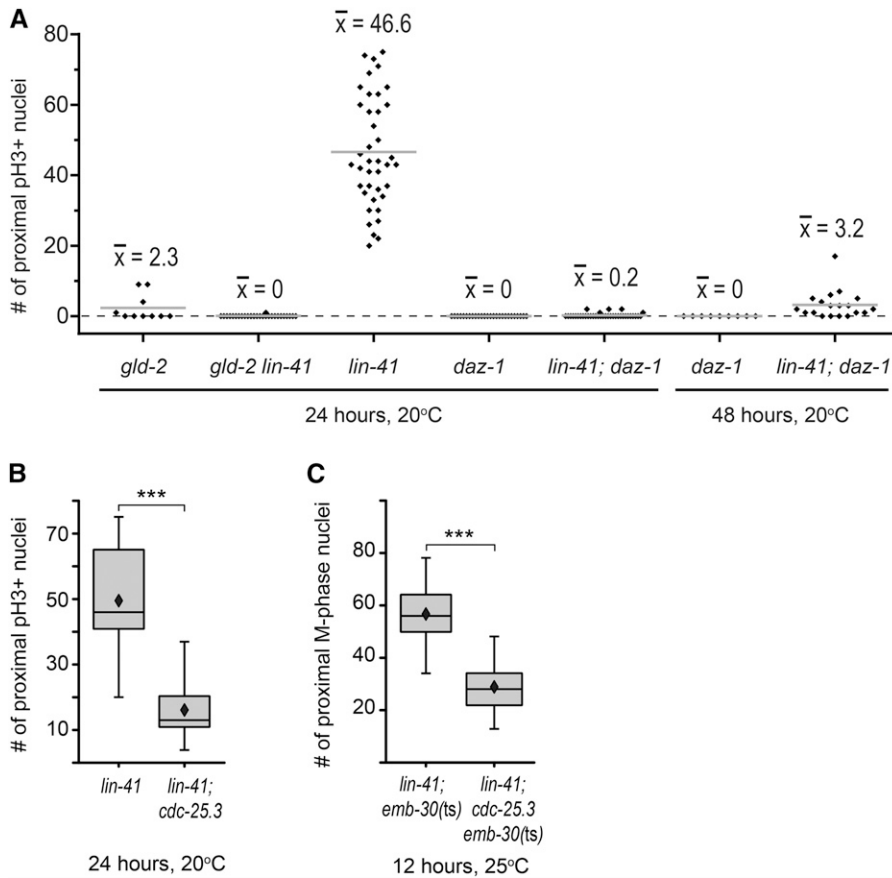 A
# of proximal pH3+ nuclei
80
60
40
20
0
x̄ = 2.3
x̄ = 0
x̄ = 46.6
x̄ = 0
x̄ = 0.2
x̄ = 0
x̄ = 3.2
gld-2
gld-2 lin-41
lin-41
daz-1
lin-41; daz-1
daz-1
lin-41; daz-1
24 hours, 20°C
48 hours, 20°C
B
# of proximal pH3+ nuclei
70
50
30
10
***
lin-41
lin-41;
cdc-25.3
24 hours, 20°C
C
# of proximal M-phase nuclei
80
60
40
20
***
lin-41;
emb-30(ts)
lin-41;
cdc-25.3
emb-30(ts)
12 hours, 25°C